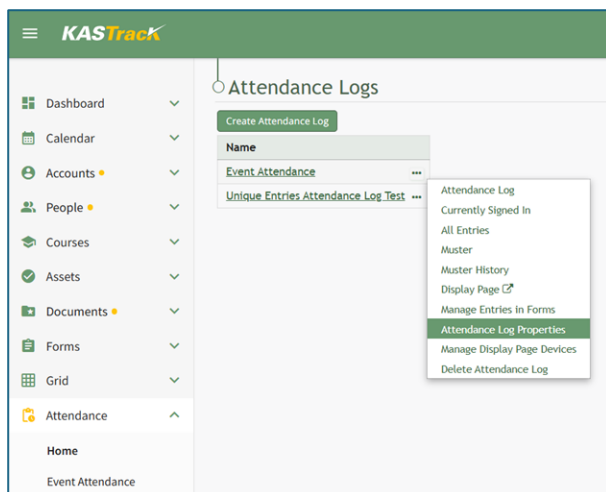 KASTrack
Dashboard
Calendar
Accounts
People
Courses
Assets
Documents
Forms
Grid
Attendance
Home
Event Attendance
Attendance Logs
Create Attendance Log
Name
Event Attendance ...
Unique Entries Attendance Log Test ...
Attendance Log
Currently Signed In
All Entries
Muster
Muster History
Display Page
Manage Entries in Forms
Attendance Log Properties
Manage Display Page Devices
Delete Attendance Log